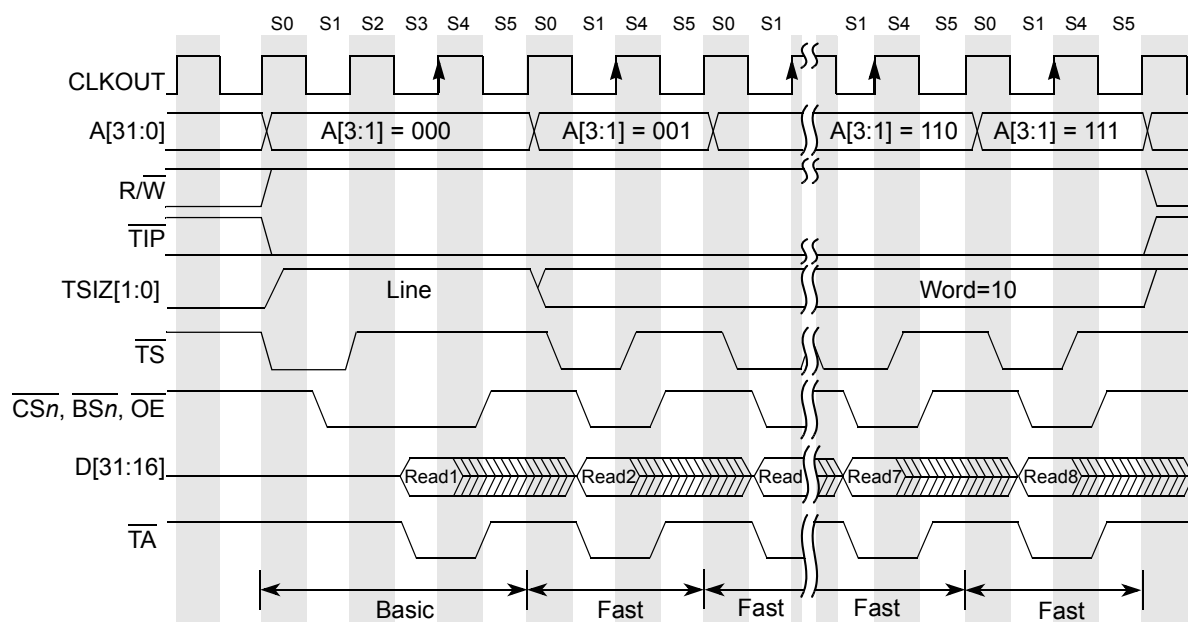 S0 S1 S2 S3 S4 S5 S0 S1 S4 S5 S0 S1 S1 S4 S5 S0 S1 S4 S5
CLKOUT
A[31:0] A[3:1] = 000 A[3:1] = 001 A[3:1] = 110 A[3:1] = 111
R/W
TIP
TSIZ[1:0] Line Word=10
TS
CSn, BSn, OE
D[31:16] Read1 Read2 Read Read7 Read8
TA
Basic Fast Fast Fast Fast